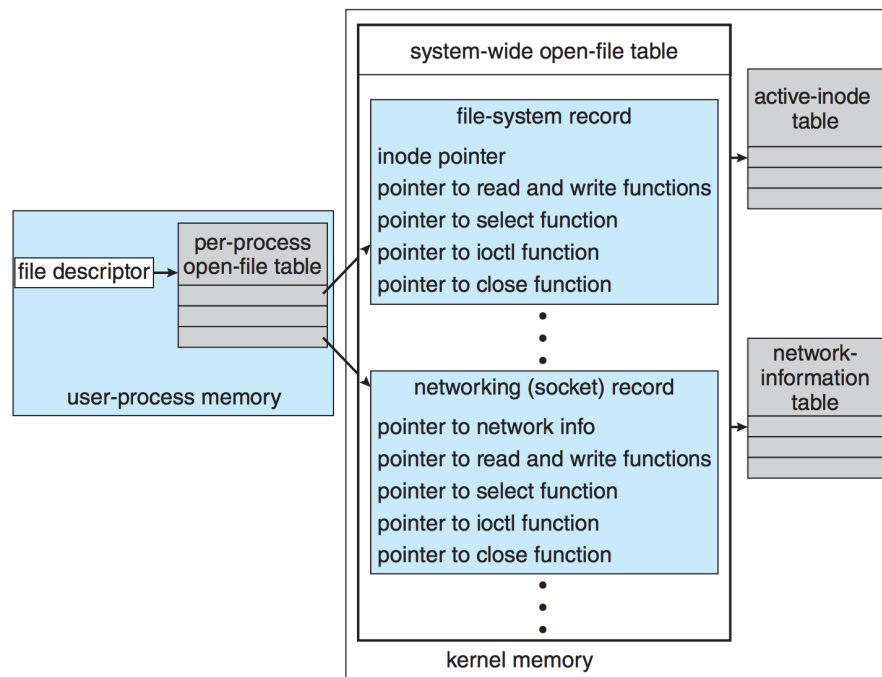 system-wide open-file table
file-system record
inode pointer
pointer to read and write functions
pointer to select function
pointer to ioctl function
pointer to close function
active-inode
table
per-process
open-file table
file descriptor
user-process memory
networking (socket) record
pointer to network info
pointer to read and write functions
pointer to select function
pointer to ioctl function
pointer to close function
network-
information
table
kernel memory